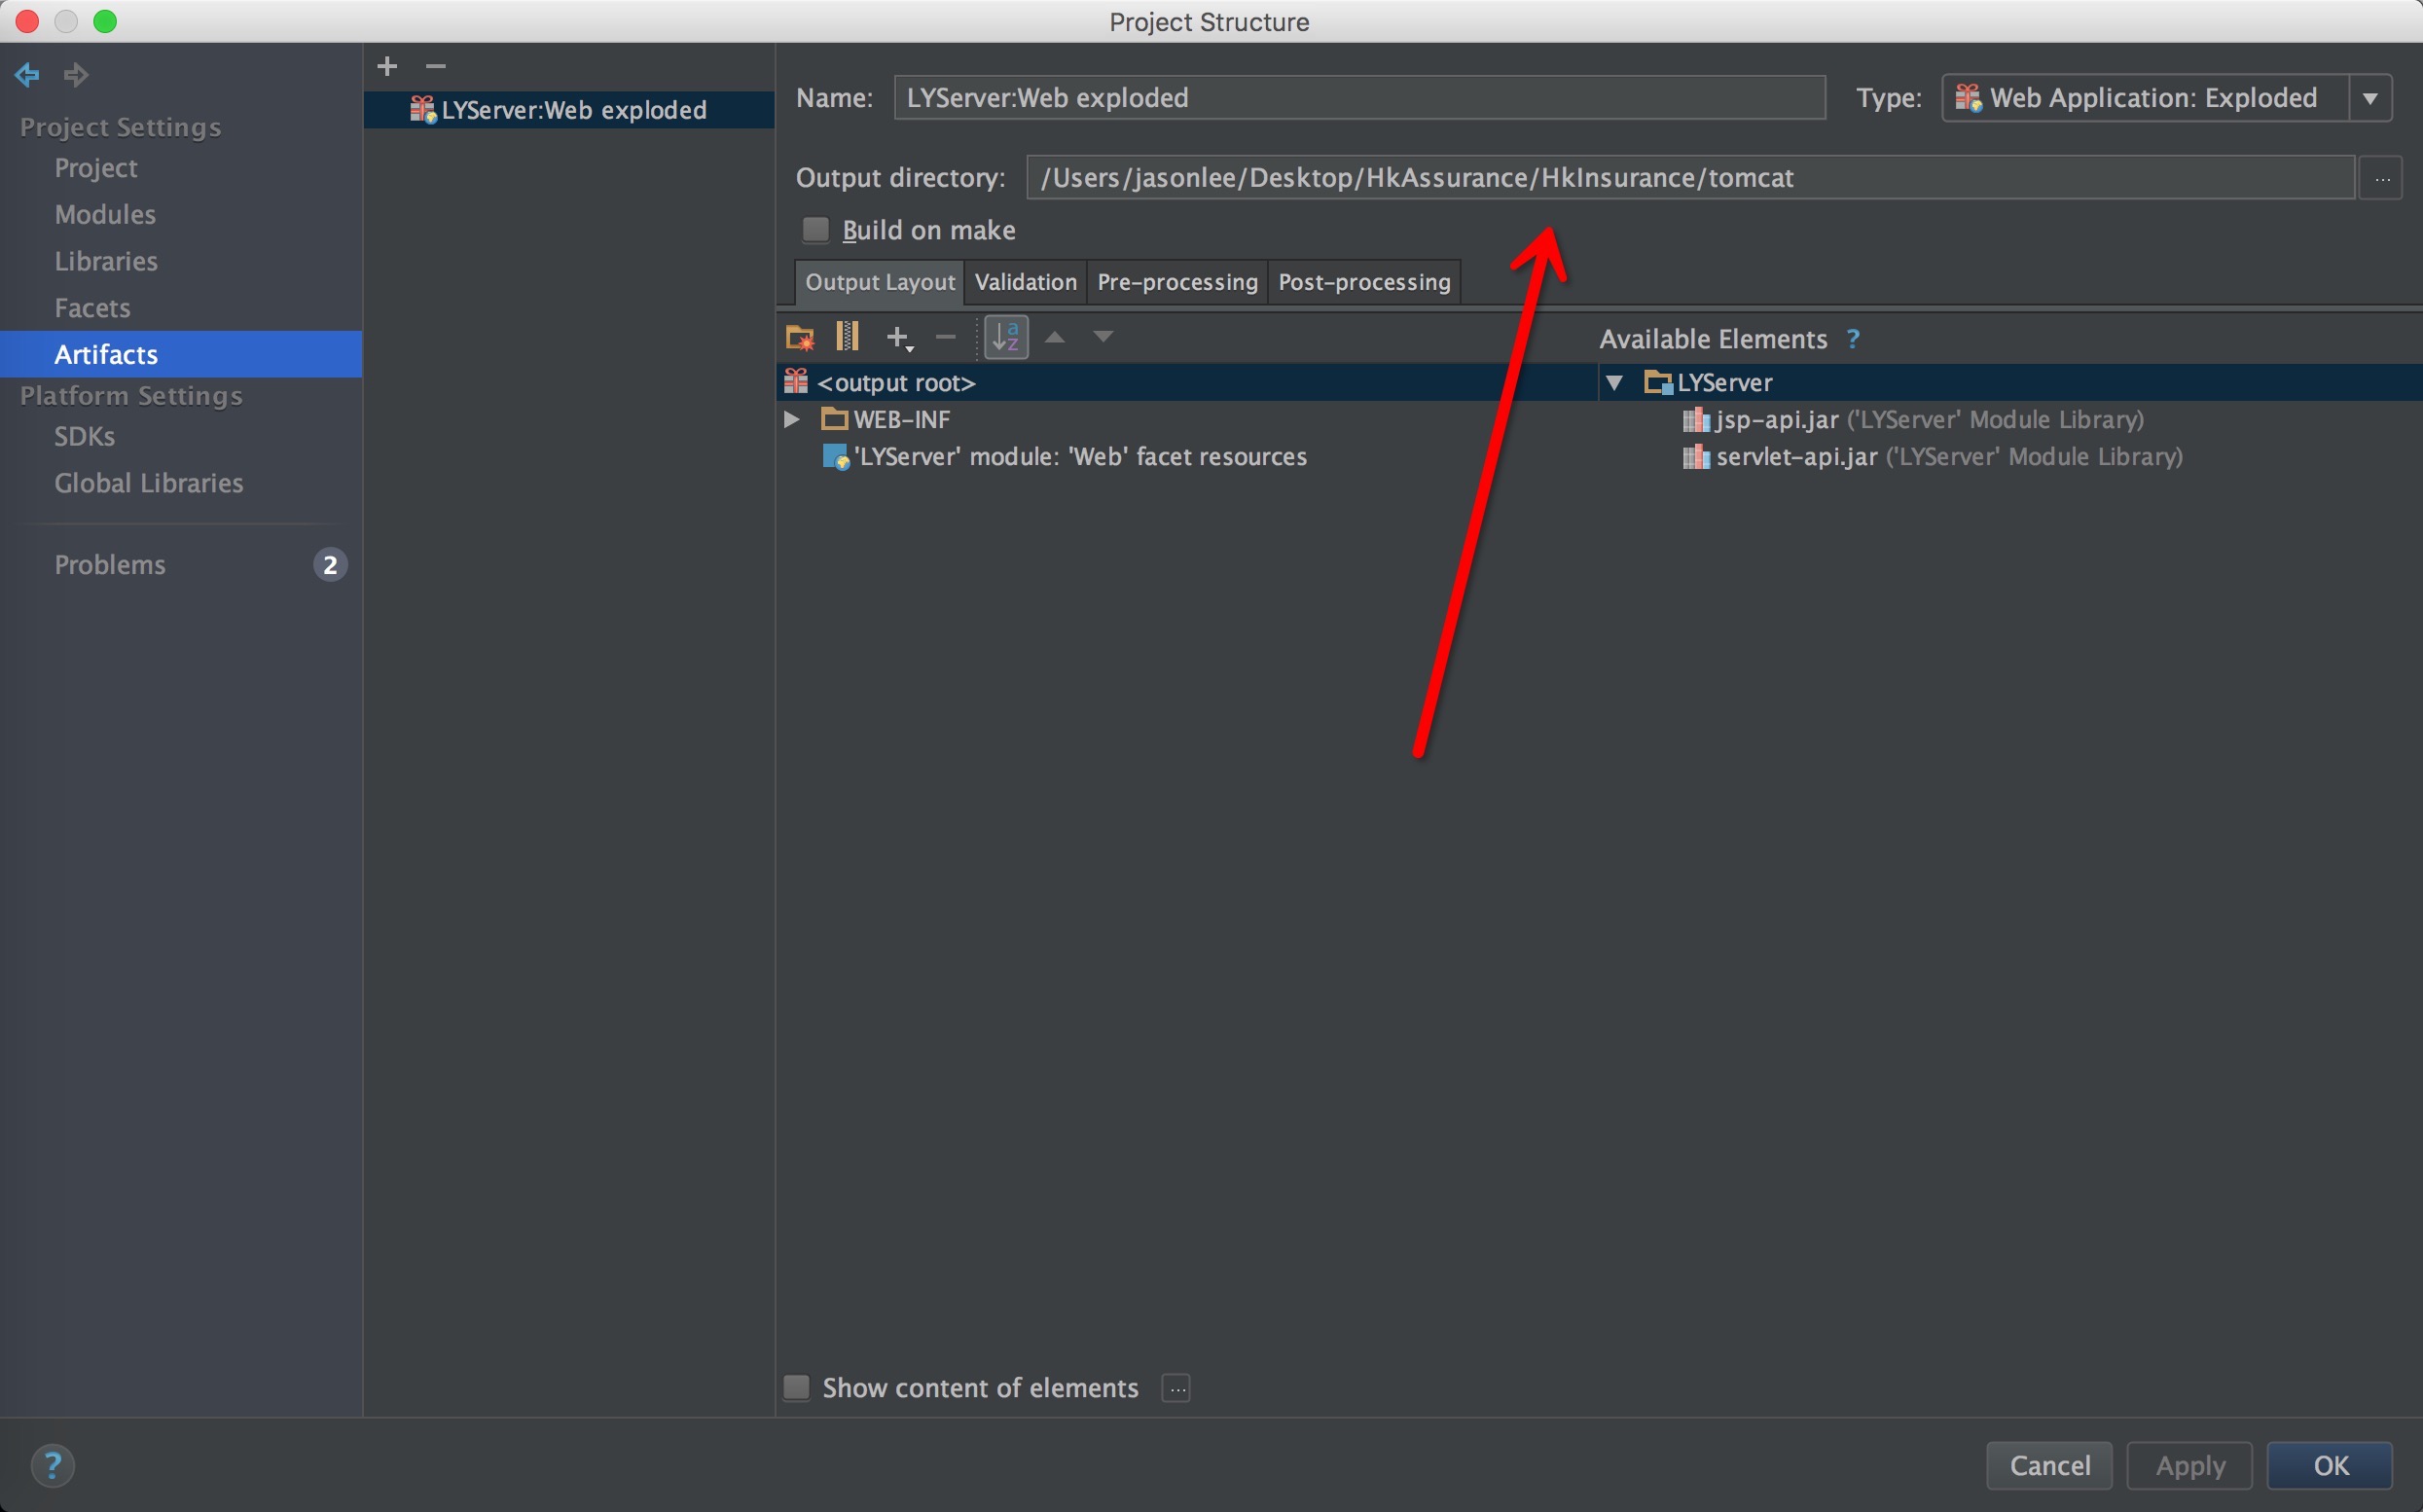 Project Structure
Project Settings
Project
Modules
Libraries
Facets
Artifacts
Platform Settings
SDKs
Global Libraries
Problems 2
LYServer:Web exploded
Name: LYServer:Web exploded Type: Web Application: Exploded
Output directory: /Users/jasonlee/Desktop/HkAssurance/HkInsurance/tomcat ...
Build on make
Output Layout Validation Pre-processing Post-processing
a z
Available Elements ?
<output root>
WEB-INF
'LYServer' module: 'Web' facet resources
LYServer
jsp-api.jar ('LYServer' Module Library)
servlet-api.jar ('LYServer' Module Library)
Show content of elements ...
? Cancel Apply OK